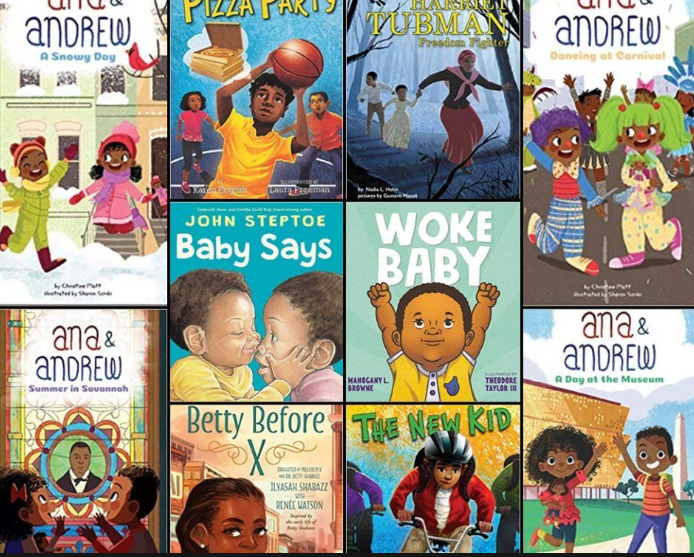 ana &
ANDREW
A Snowy Day
by Christine Platt
illustrated by Sharon Sordo
PIZZA PARTY
by
Karen English
ILLUSTRATED BY
Laura Freeman
HARRIET
TUBMAN
Freedom Fighter
by Nadia L. Hohn
pictures by Gustavo Mazali
ana &
ANDREW
Dancing at Carnival
by Christine Platt
illustrated by Sharon Sordo
JOHN STEPTOE
Baby Says
WOKE
BABY
MAHOGANY L.
BROWNE
ILLUSTRATED BY
THEODORE
TAYLOR III
ana &
ANDREW
Summer in Savannah
Betty Before
X
DAUGHTER OF MALCOLM X
AND DR. BETTY SHABAZZ
ILYASAH SHABAZZ
WITH
RENÉE WATSON
Inspired by
the early life of
Betty Shabazz
THE NEW KID
ana &
ANDREW
A Day at the Museum